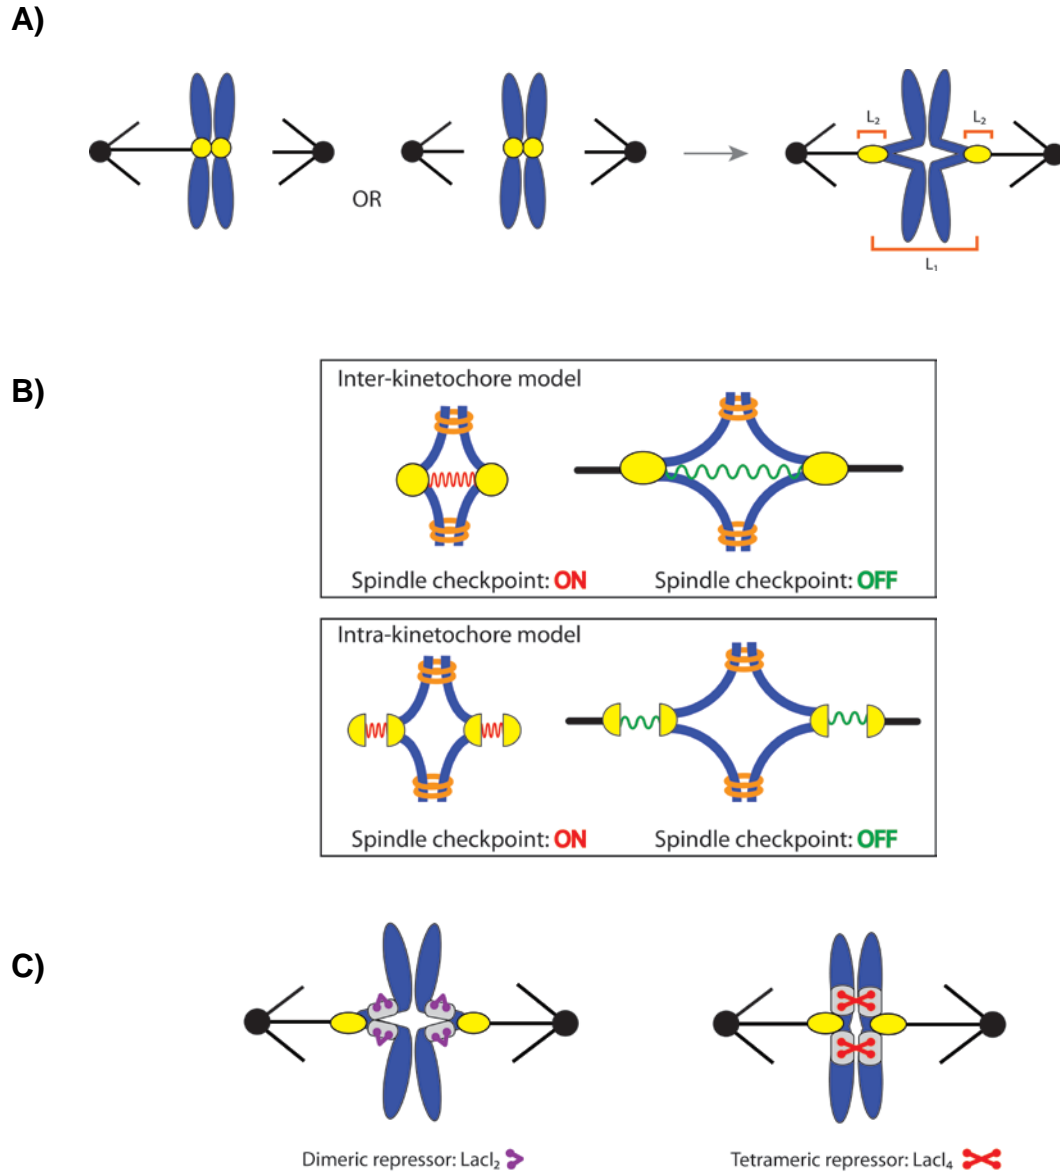 A)
L₂ L₂
OR
L₁
B)
Inter-kinetochore model
Spindle checkpoint: ON Spindle checkpoint: OFF
Intra-kinetochore model
Spindle checkpoint: ON Spindle checkpoint: OFF
C)
Dimeric repressor: LacI₂ Tetrameric repressor: LacI₄